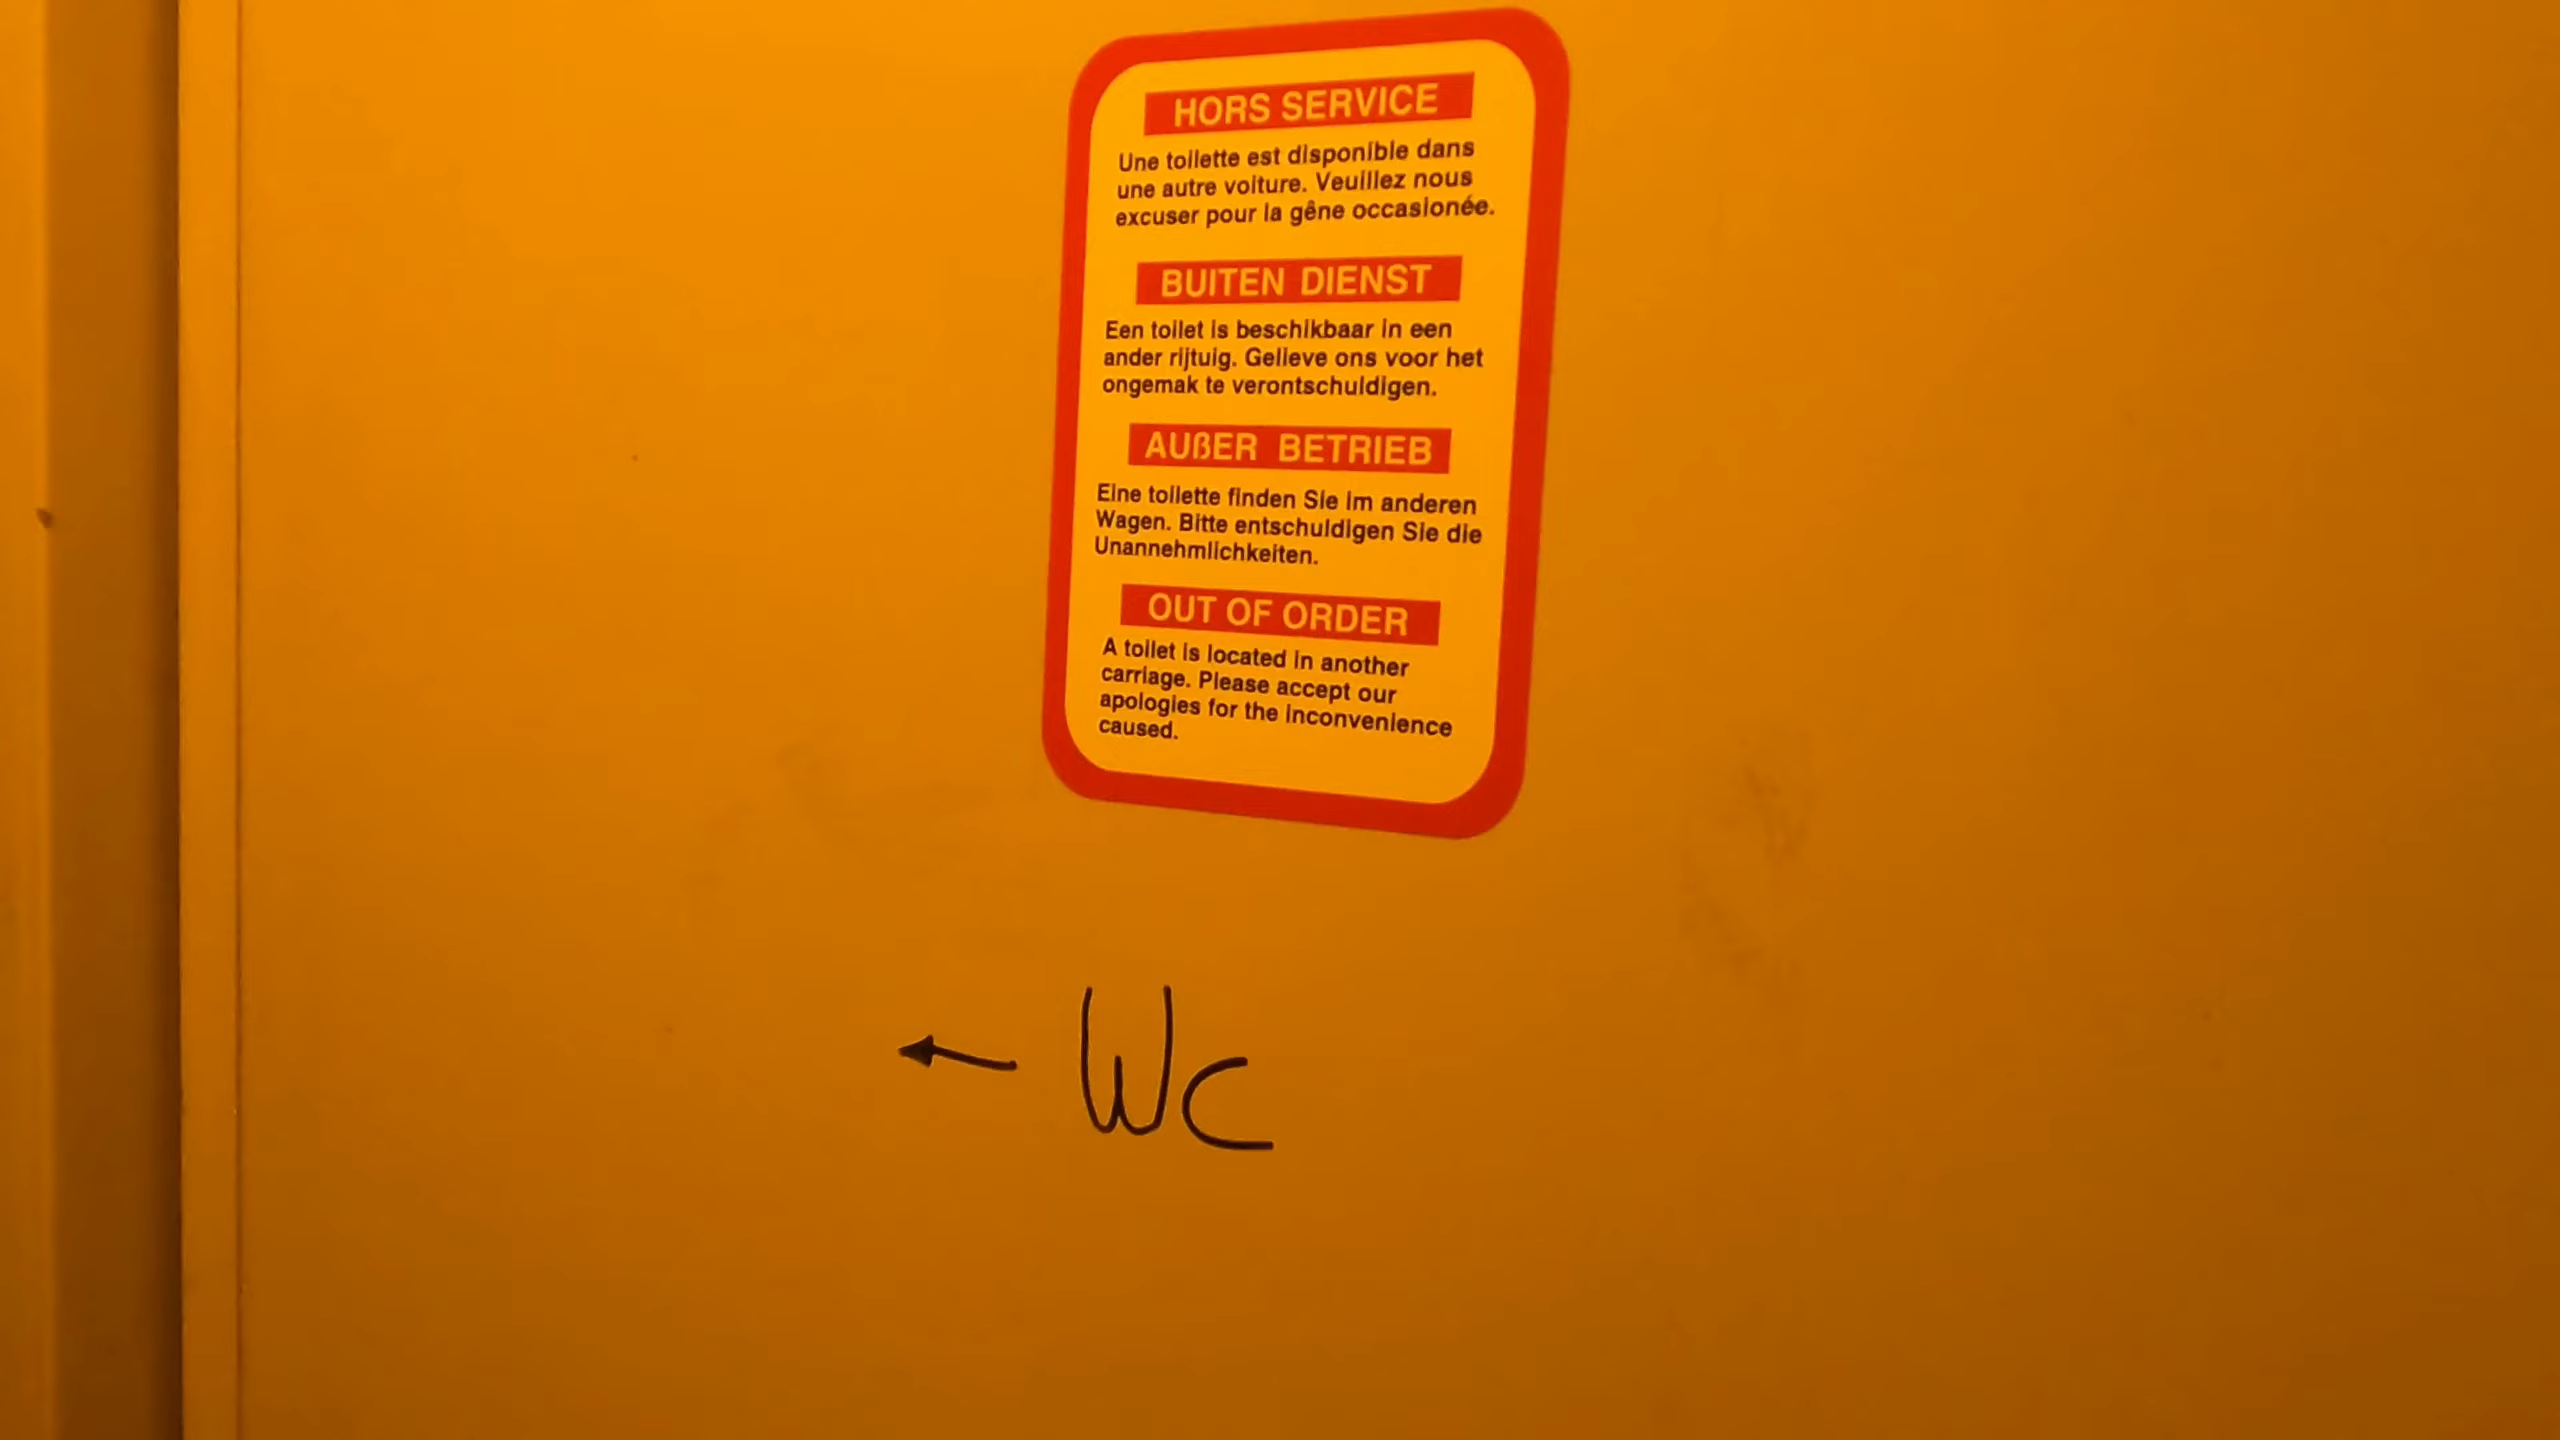 HORS SERVICE
Une toilette est disponible dans
une autre voiture. Veuillez nous
excuser pour la gêne occasionée.
BUITEN DIENST
Een toilet is beschikbaar in een
ander rijtuig. Gelieve ons voor het
ongemak te verontschuldigen.
AUßER BETRIEB
Eine toilette finden Sie im anderen
Wagen. Bitte entschuldigen Sie die
Unannehmlichkeiten.
OUT OF ORDER
A toilet is located in another
carriage. Please accept our
apologies for the inconvenience
caused.
← Wc